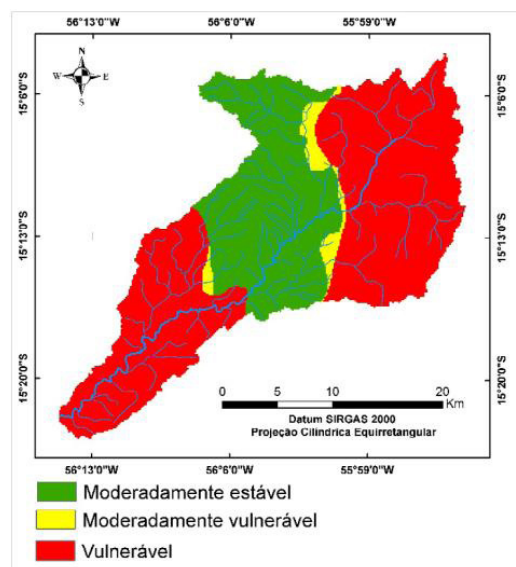 56°13'0"W 56°6'0"W 55°59'0"W
N
W E
S
15°6'0"S 15°6'0"S
15°13'0"S 15°13'0"S
15°20'0"S 15°20'0"S
0 5 10 20
Km
Datum SIRGAS 2000
Projeção Cilíndrica Equirretangular
56°13'0"W 56°6'0"W 55°59'0"W
Moderadamente estável
Moderadamente vulnerável
Vulnerável